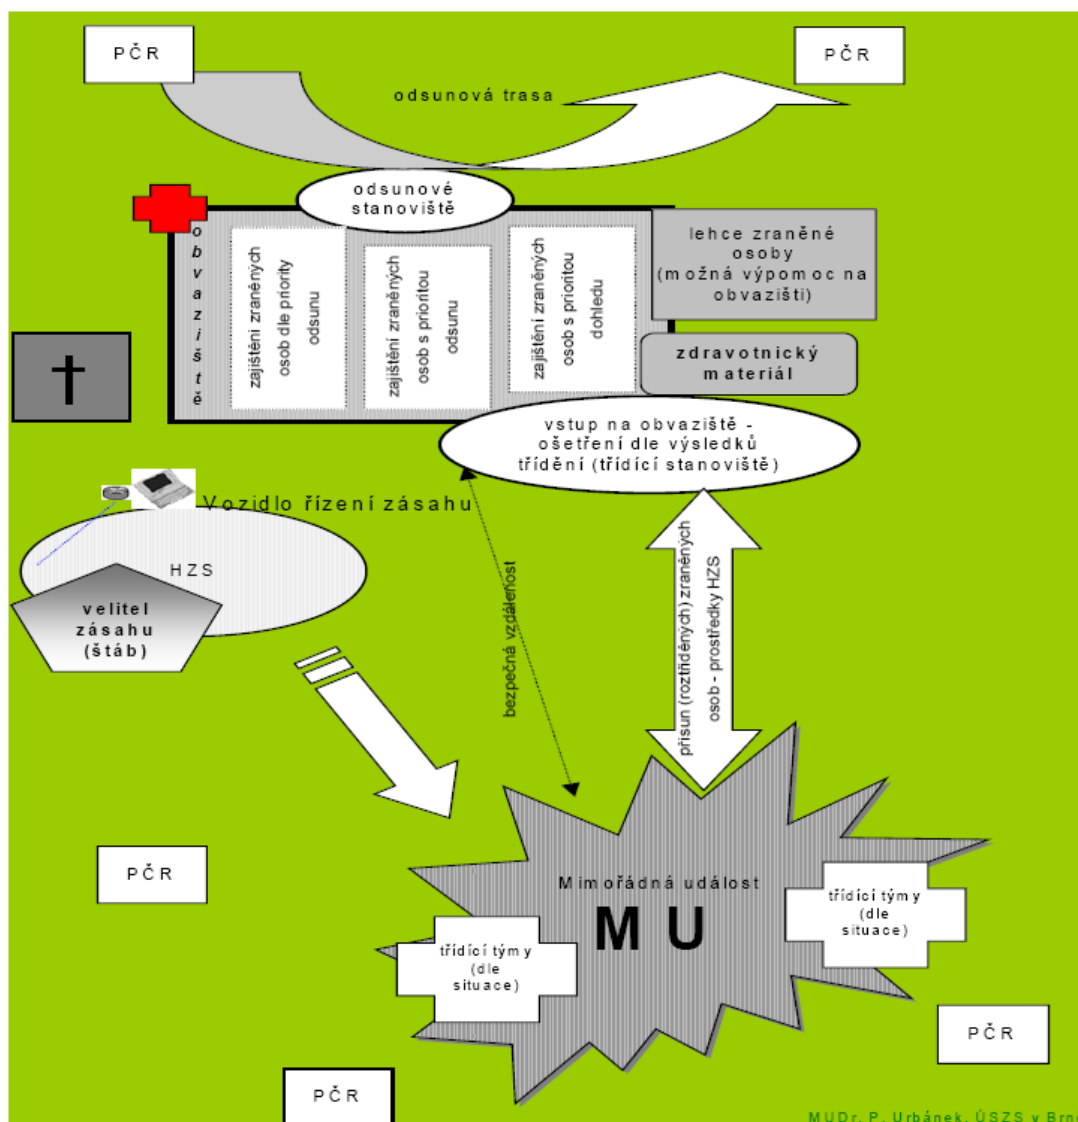 PČR
PČR
odsunová trasa
odsunové
stanoviště
obvaziště
zajištění zraněných
osob dle priority
odsunu
zajištění zraněných
osob s prioritou
odsunu
zajištění zraněných
osob s prioritou
dohledu
lehce zraněné
osoby
(možná výpomoc na
obvazišti)
zdravotnický
materiál
vstup na obvaziště -
ošetření dle výsledků
třídění (třídící stanoviště)
Vozidlo řízení zásahu
HZS
velitel
zásahu
(štáb)
bezpečná vzdálenost
přísun (roztříděných) zraněných
osob - prostředky HZS
PČR
Mimořádná událost
MU
třídící týmy
(dle
situace)
třídící týmy
(dle
situace)
PČR
PČR
MUDr. P. Urbánek, ÚSZS v Brně